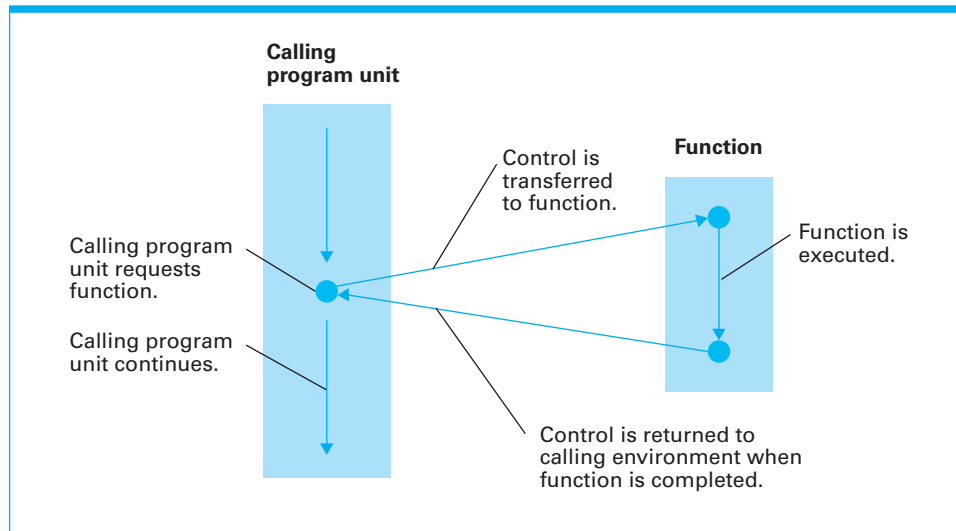 Calling
program unit
Function
Control is
transferred
to function.
Calling program
unit requests
function.
Function is
executed.
Calling program
unit continues.
Control is returned to
calling environment when
function is completed.